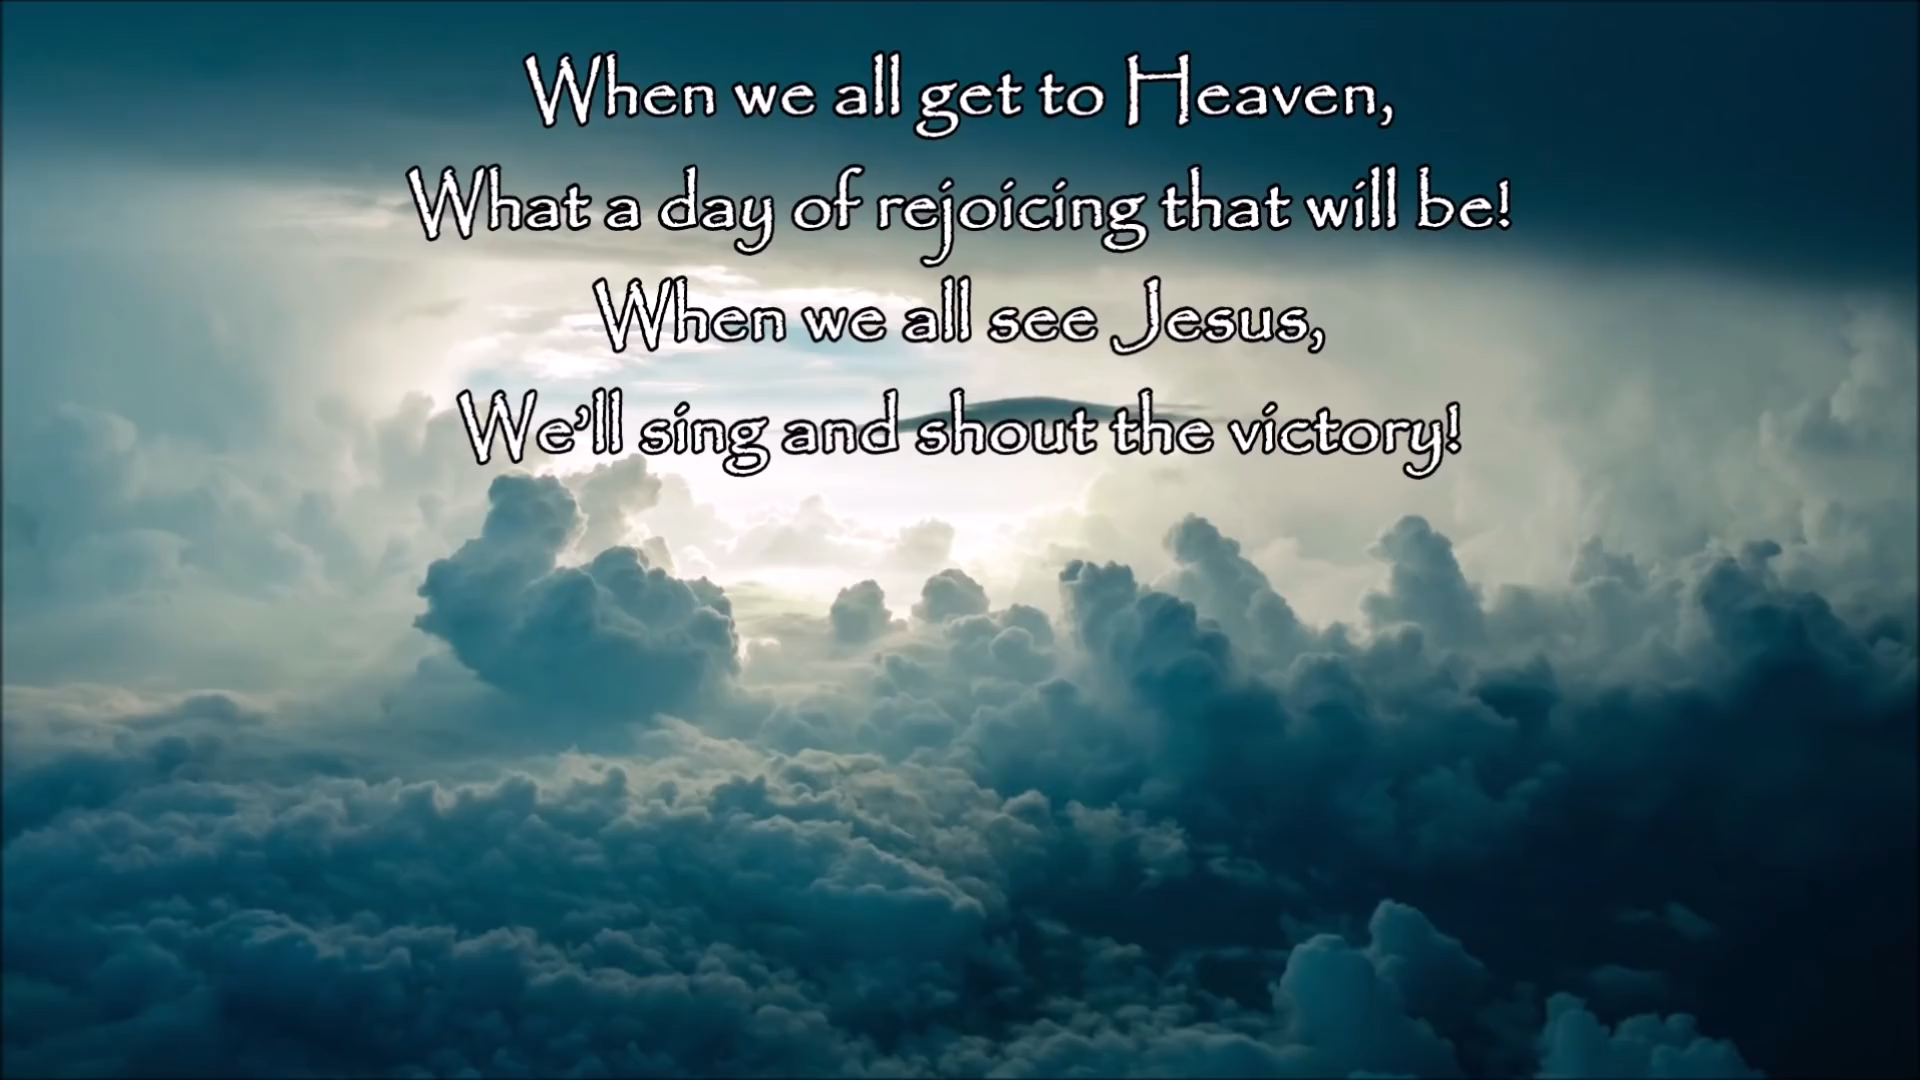 When we all get to Heaven,
What a day of rejoicing that will be!
When we all see Jesus,
We’ll sing and shout the victory!